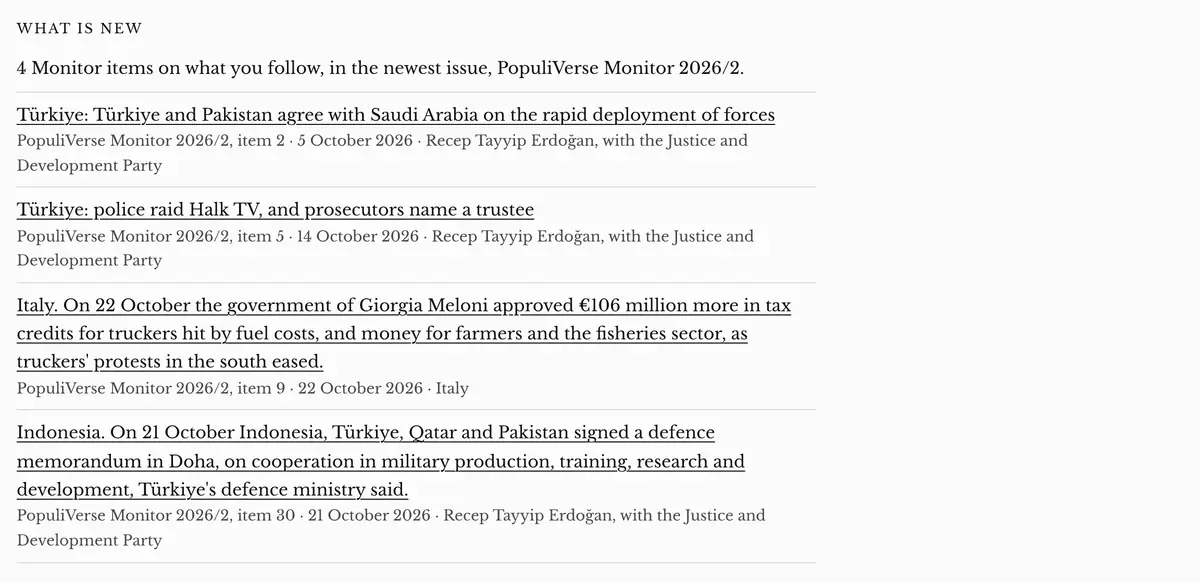 WHAT IS NEW
4 Monitor items on what you follow, in the newest issue, PopuliVerse Monitor 2026/2.
Türkiye: Türkiye and Pakistan agree with Saudi Arabia on the rapid deployment of forces
PopuliVerse Monitor 2026/2, item 2 · 5 October 2026 · Recep Tayyip Erdoğan, with the Justice and
Development Party
Türkiye: police raid Halk TV, and prosecutors name a trustee
PopuliVerse Monitor 2026/2, item 5 · 14 October 2026 · Recep Tayyip Erdoğan, with the Justice and
Development Party
Italy. On 22 October the government of Giorgia Meloni approved €106 million more in tax
credits for truckers hit by fuel costs, and money for farmers and the fisheries sector, as
truckers' protests in the south eased.
PopuliVerse Monitor 2026/2, item 9 · 22 October 2026 · Italy
Indonesia. On 21 October Indonesia, Türkiye, Qatar and Pakistan signed a defence
memorandum in Doha, on cooperation in military production, training, research and
development, Türkiye's defence ministry said.
PopuliVerse Monitor 2026/2, item 30 · 21 October 2026 · Recep Tayyip Erdoğan, with the Justice and
Development Party